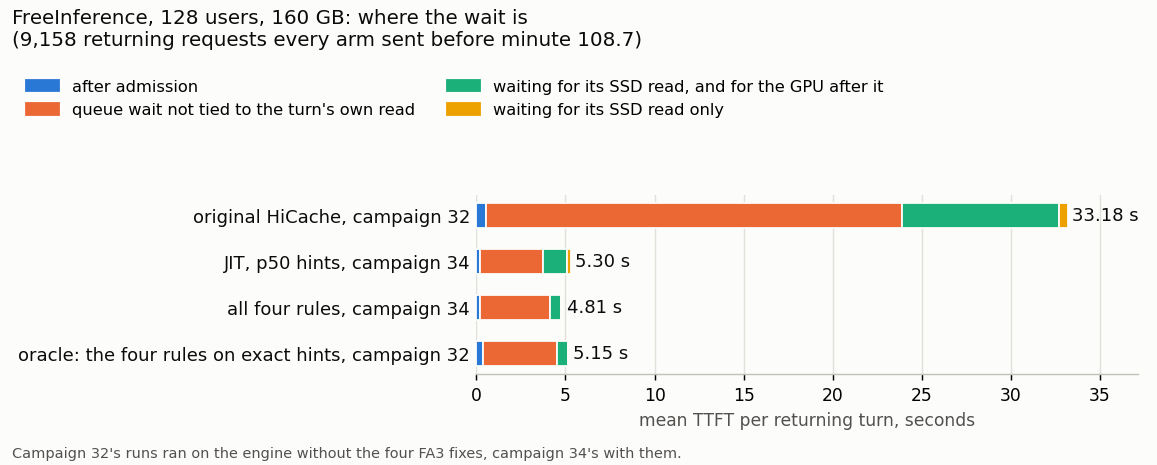 FreeInference, 128 users, 160 GB: where the wait is
(9,158 returning requests every arm sent before minute 108.7)
after admission
queue wait not tied to the turn's own read
waiting for its SSD read, and for the GPU after it
waiting for its SSD read only
original HiCache, campaign 32
33.18 s
JIT, p50 hints, campaign 34
5.30 s
all four rules, campaign 34
4.81 s
oracle: the four rules on exact hints, campaign 32
5.15 s
0 5 10 15 20 25 30 35
mean TTFT per returning turn, seconds
Campaign 32's runs ran on the engine without the four FA3 fixes, campaign 34's with them.